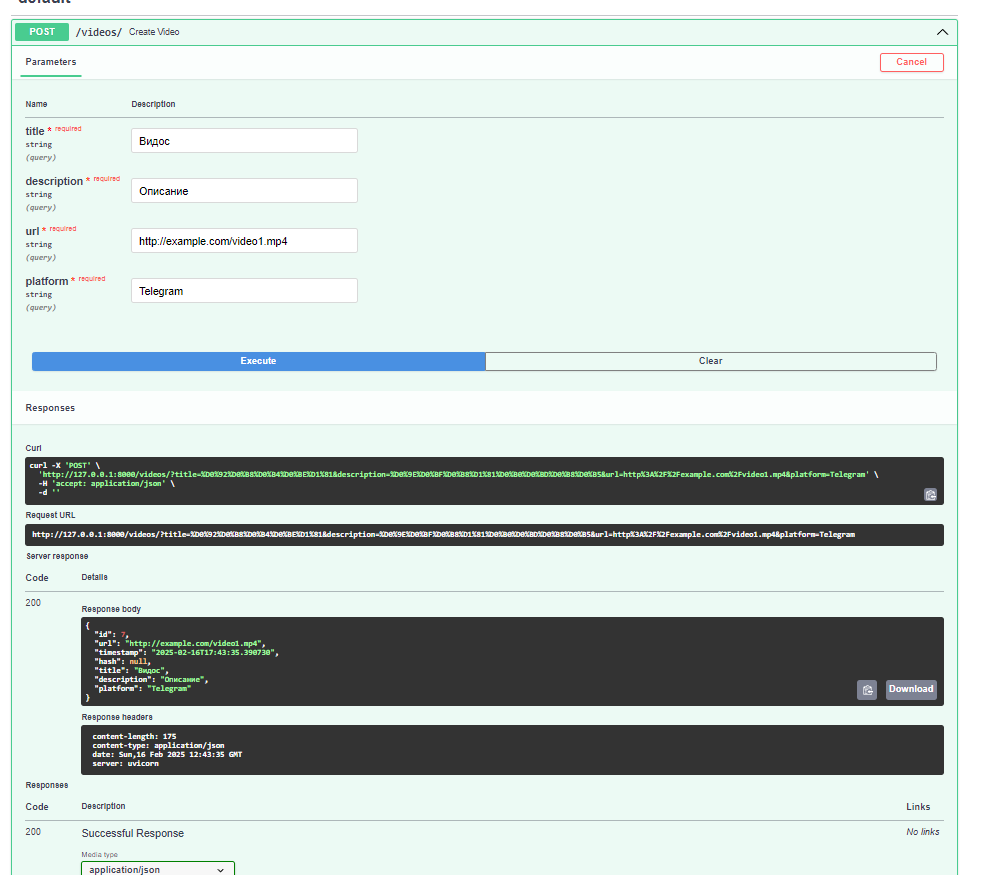 default
POST /videos/ Create Video
Parameters
Cancel
Name Description
title * required
string
(query)
Видос
description * required
string
(query)
Описание
url * required
string
(query)
http://example.com/video1.mp4
platform * required
string
(query)
Telegram
Execute Clear
Responses
Curl
curl -X 'POST' \
'http://127.0.0.1:8000/videos/?title=%D0%92%D0%B8%D0%B4%D0%BE%D1%81&description=%D0%9E%D0%BF%D0%B8%D1%81%D0%B0%D0%BD%D0%B8%D0%B5&url=http%3A%2F%2Fexample.com%2Fvideo1.mp4&platform=Telegram' \
-H 'accept: application/json' \
-d ''
Request URL
http://127.0.0.1:8000/videos/?title=%D0%92%D0%B8%D0%B4%D0%BE%D1%81&description=%D0%9E%D0%BF%D0%B8%D1%81%D0%B0%D0%BD%D0%B8%D0%B5&url=http%3A%2F%2Fexample.com%2Fvideo1.mp4&platform=Telegram
Server response
Code Details
200
Response body
{
"id": 7,
"url": "http://example.com/video1.mp4",
"timestamp": "2025-02-16T17:43:35.390730",
"hash": null,
"title": "Видос",
"description": "Описание",
"platform": "Telegram"
}
Download
Response headers
content-length: 175
content-type: application/json
date: Sun,16 Feb 2025 12:43:35 GMT
server: uvicorn
Responses
Code Description Links
200 Successful Response No links
Media type
application/json